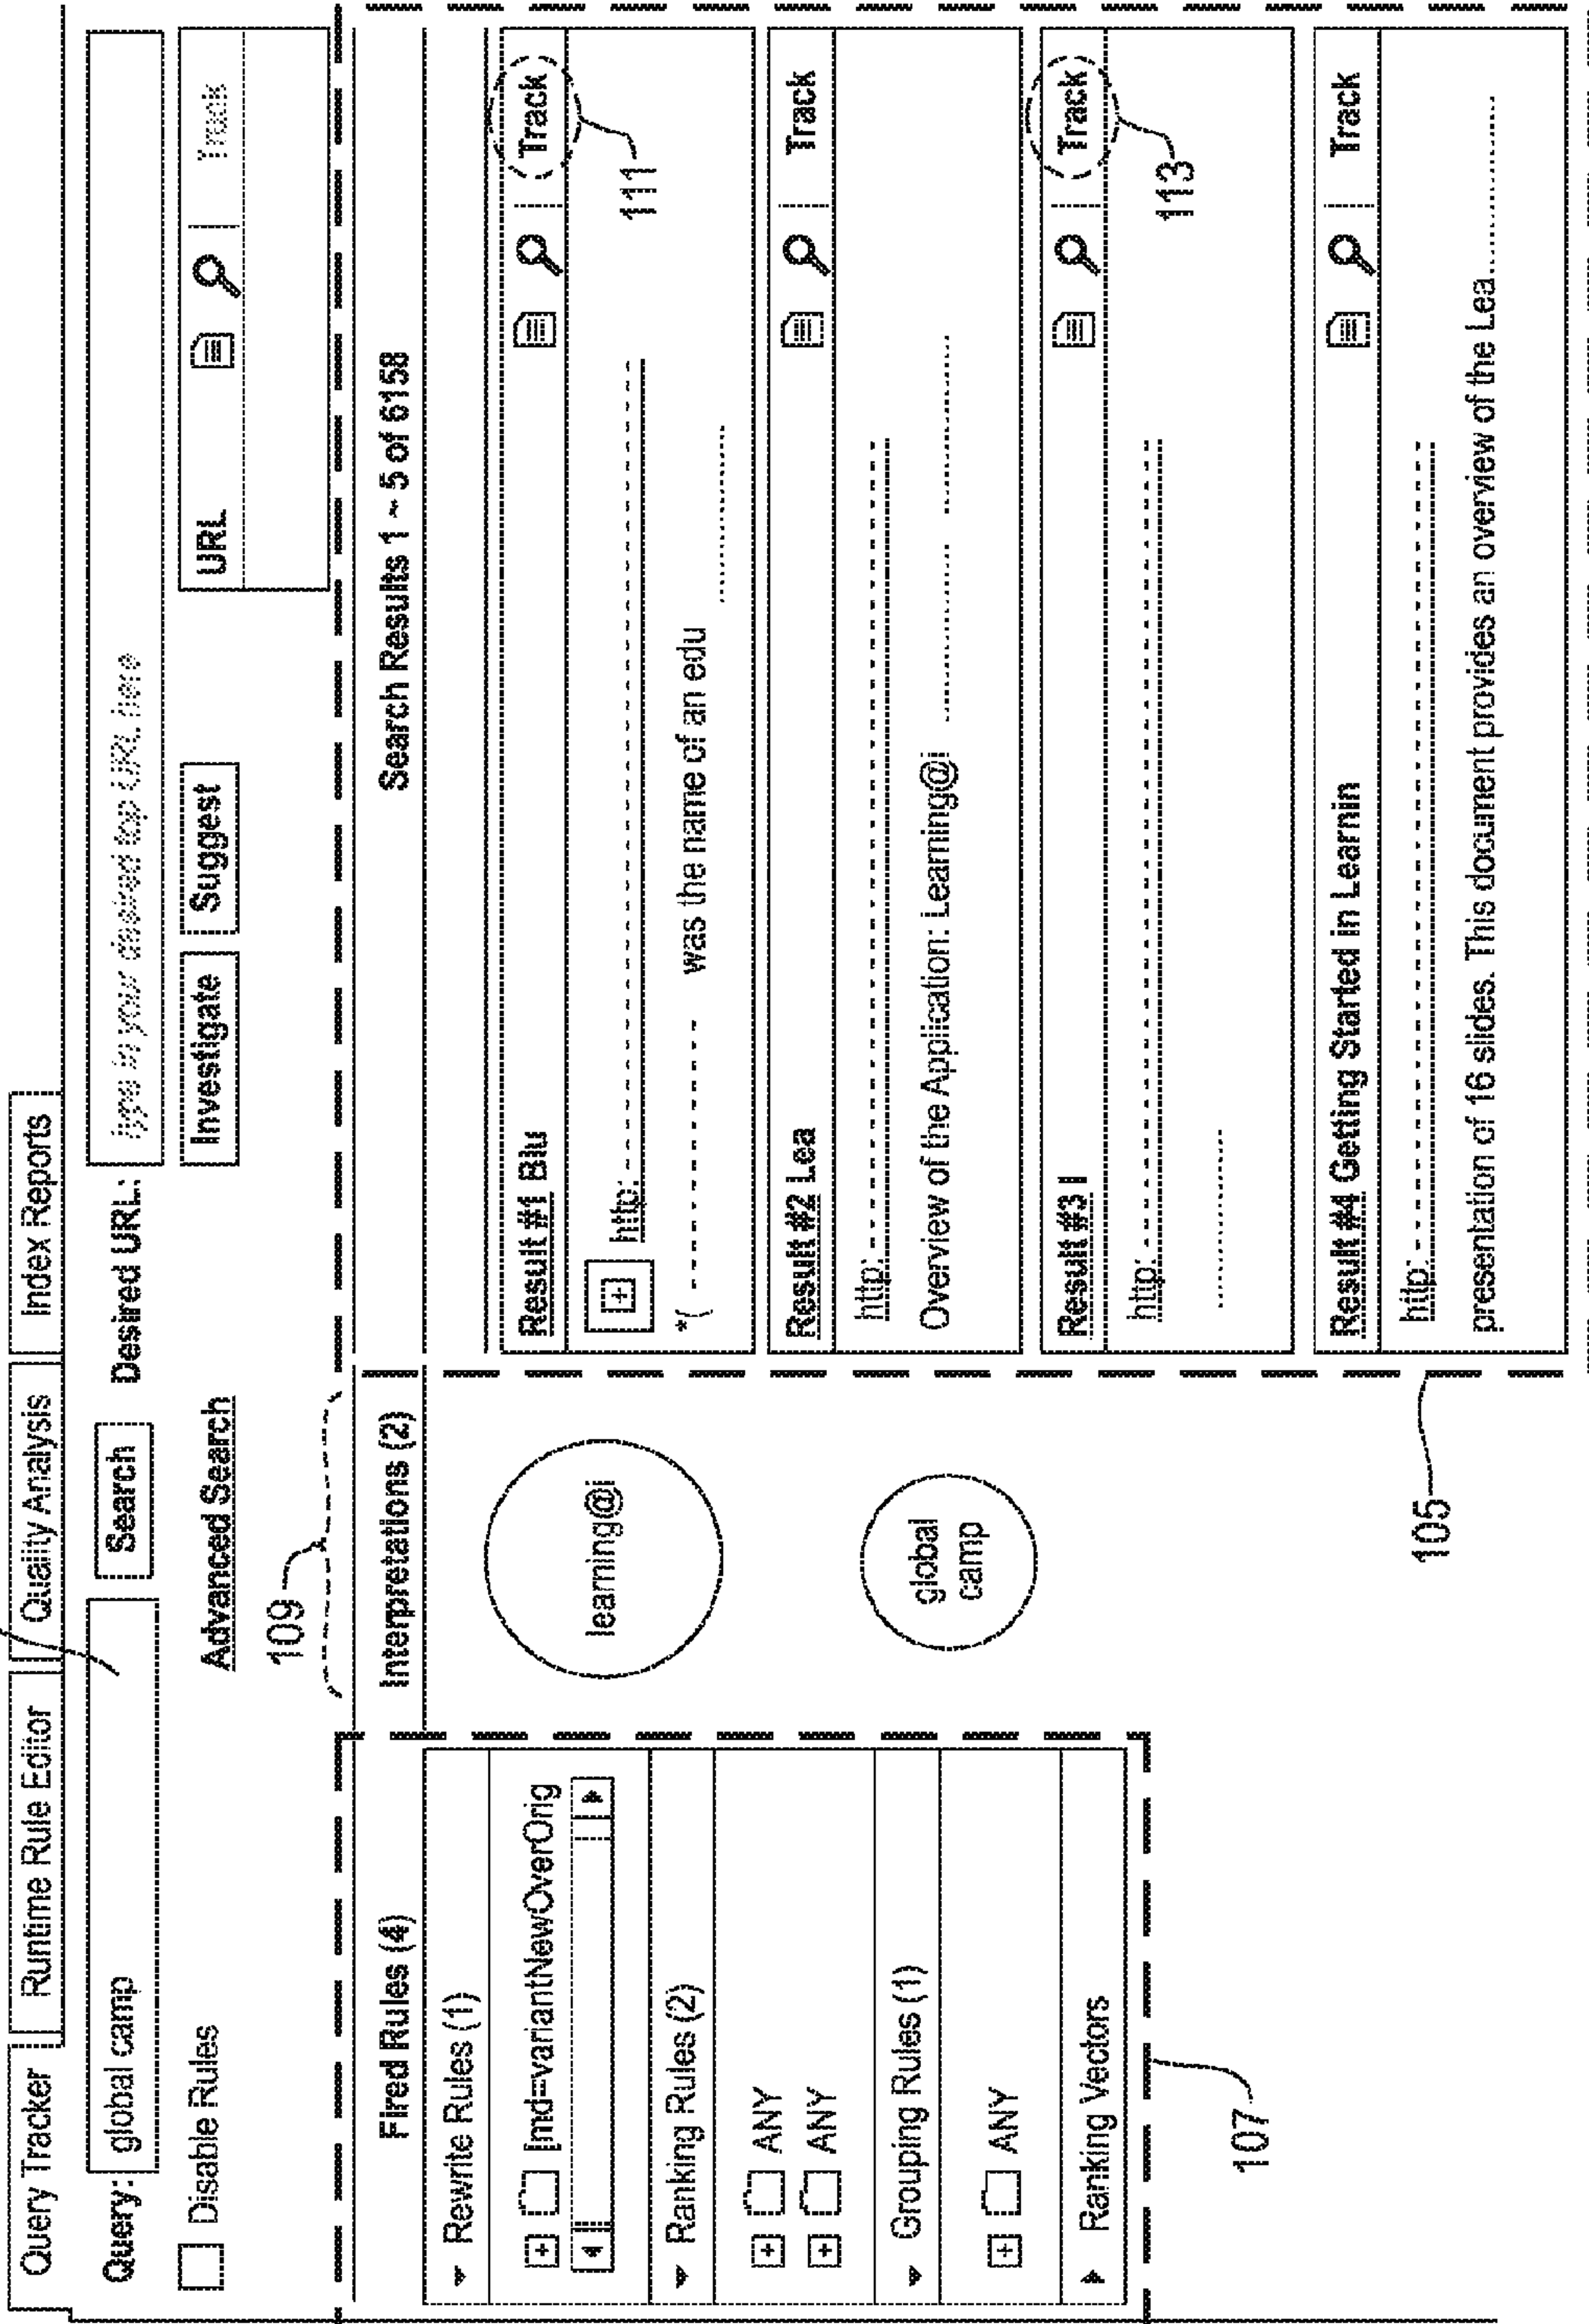 Query Tracker Runtime Rule Editor Quality Analysis Index Reports
Query: global camp Search Desired URL: type in your desired top URL here
Disable Rules Advanced Search Investigate Suggest URL Track
109
Fired Rules (4) Interpretations (2) Search Results 1 ~ 5 of 6158
Rewrite Rules (1)
[md=variantNewOverOrig
Ranking Rules (2)
ANY
ANY
Grouping Rules (1)
ANY
Ranking Vectors
107
learning@i
global
camp
105
Result #1 Blu Track
http:
111
*( was the name of an edu
Result #2 Lea Track
http:
Overview of the Application: Learning@i
Result #3 I Track
http:
113
Result #4 Getting Started in Learnin Track
http:
presentation of 16 slides. This document provides an overview of the Lea